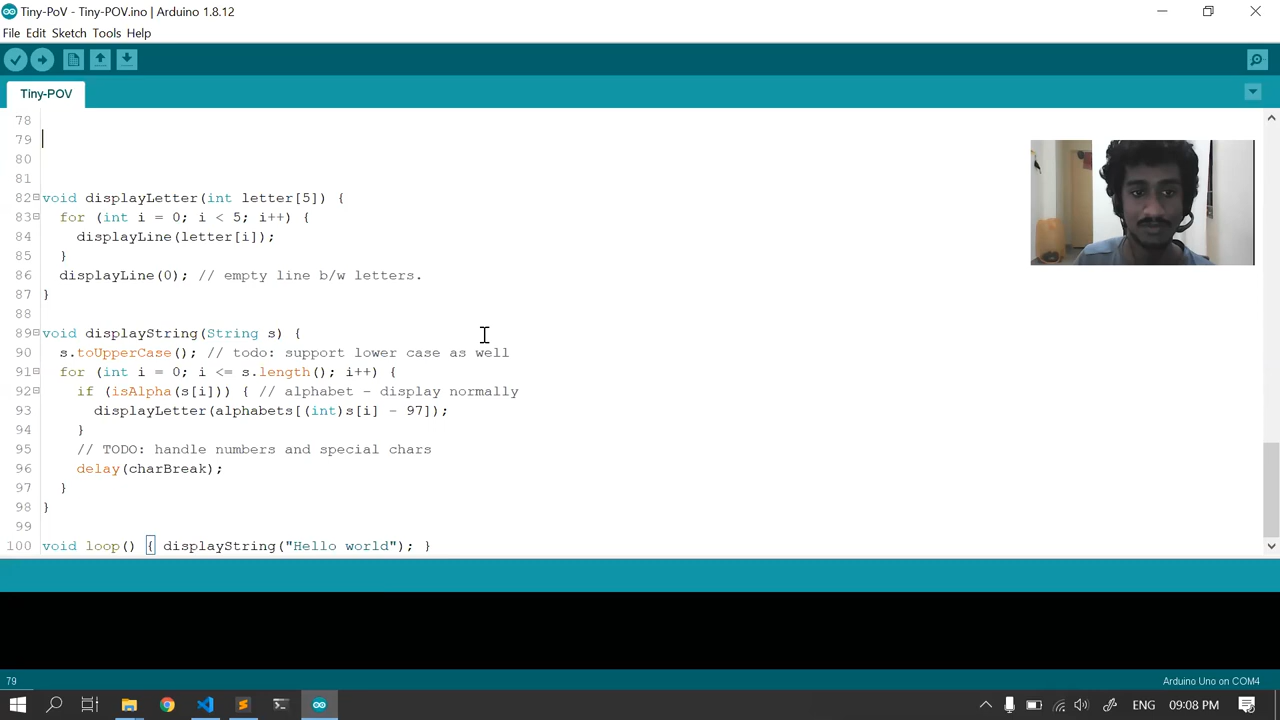 Tiny-PoV - Tiny-POV.ino | Arduino 1.8.12
File Edit Sketch Tools Help
Tiny-POV
78
79
80
81
82 void displayLetter(int letter[5]) {
83 for (int i = 0; i < 5; i++) {
84 displayLine(letter[i]);
85 }
86 displayLine(0); // empty line b/w letters.
87 }
88
89 void displayString(String s) {
90 s.toUpperCase(); // todo: support lower case as well
91 for (int i = 0; i <= s.length(); i++) {
92 if (isAlpha(s[i])) { // alphabet - display normally
93 displayLetter(alphabets[(int)s[i] - 97]);
94 }
95 // TODO: handle numbers and special chars
96 delay(charBreak);
97 }
98 }
99
100 void loop() { displayString("Hello world"); }
79
Arduino Uno on COM4
ENG 09:08 PM